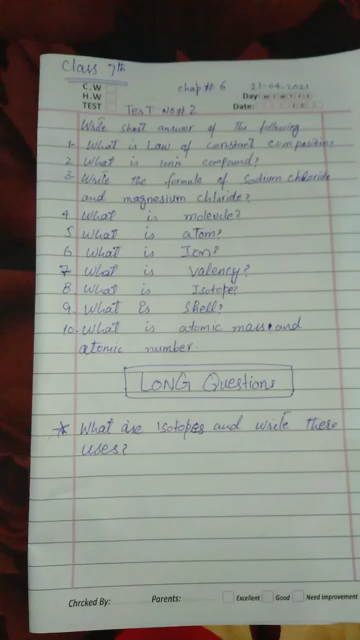 Class 7th
C.W
H.W
TEST
chap # 6
21-04-2021
Day: M T W T F S
Date:
Test No # 2
Write short answer of the following
1. What is Law of constant composition
2. What is Ionic compound?
3. Write the formula of Sodium chloride
and magnesium chloride?
4. What is molecule?
5 What is atom?
6 What is Ion?
7 What is valency?
8 What is Isotope?
9. What is Shell?
10. What is atomic mass and
atomic number.
LONG Questions
* What are Isotopes and write there
uses?
Chrcked By: Parents: Excellent Good Need Improvement